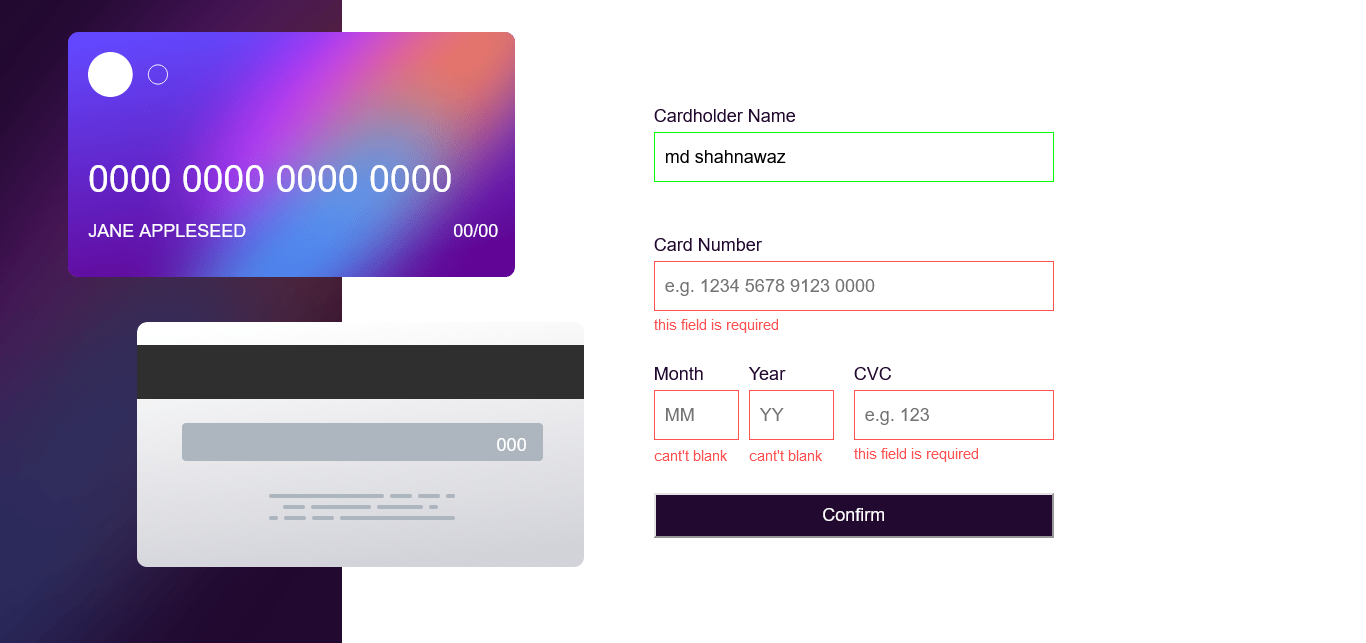 0000 0000 0000 0000
JANE APPLESEED 00/00
000
Cardholder Name
md shahnawaz
Card Number
e.g. 1234 5678 9123 0000
this field is required
Month Year CVC
MM YY e.g. 123
cant't blank cant't blank this field is required
Confirm